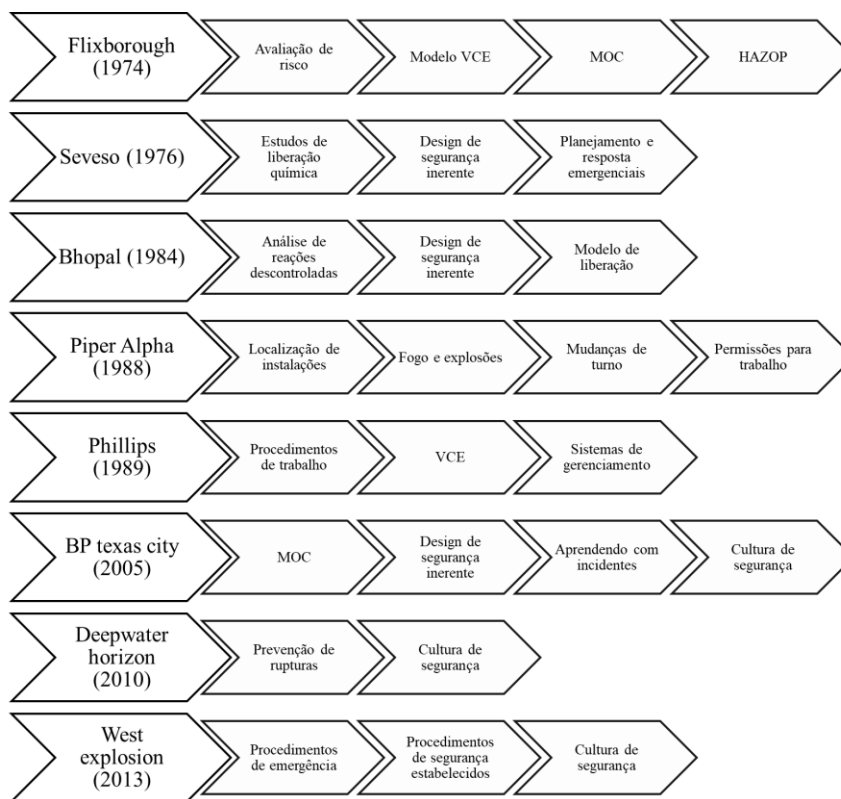 Flixborough
(1974)
Avaliação de
risco
Modelo VCE
MOC
HAZOP
Seveso (1976)
Estudos de
liberação
química
Design de
segurança
inerente
Planejamento e
resposta
emergenciais
Bhopal (1984)
Análise de
reações
descontroladas
Design de
segurança
inerente
Modelo de
liberação
Piper Alpha
(1988)
Localização de
instalações
Fogo e explosões
Mudanças de
turno
Permissões para
trabalho
Phillips
(1989)
Procedimentos
de trabalho
VCE
Sistemas de
gerenciamento
BP texas city
(2005)
MOC
Design de
segurança
inerente
Aprendendo com
incidentes
Cultura de
segurança
Deepwater
horizon
(2010)
Prevenção de
rupturas
Cultura de
segurança
West
explosion
(2013)
Procedimentos
de emergência
Procedimentos
de segurança
estabelecidos
Cultura de
segurança